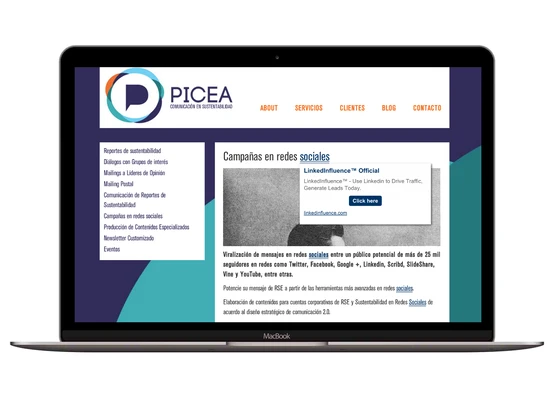 PICEA
COMUNICACIÓN EN SUSTENTABILIDAD
ABOUT SERVICIOS CLIENTES BLOG CONTACTO
Reportes de sustentabilidad
Diálogos con Grupos de interés
Mailings a Líderes de Opinión
Mailing Postal
Comunicación de Reportes de
Sustentabilidad
Campañas en redes sociales
Producción de Contenidos Especializados
Newsletter Customizado
Eventos
Campañas en redes sociales
LinkedInfluence™ Official
LinkedInfluence™ - Use Linkedin to Drive Traffic,
Generate Leads Today.
Click here
linkedinfluence.com
Viralización de mensajes en redes sociales entre un público potencial de más de 25 mil
seguidores en redes como Twitter, Facebook, Google +, Linkedin, Scribd, SlideShare,
Vine y YouTube, entre otras.
Potencie su mensaje de RSE a partir de las herramientas más avanzadas en redes sociales.
Elaboración de contenidos para cuentas corporativas de RSE y Sustentabilidad en Redes Sociales de
acuerdo al diseño estratégico de comunicación 2.0.
MacBook